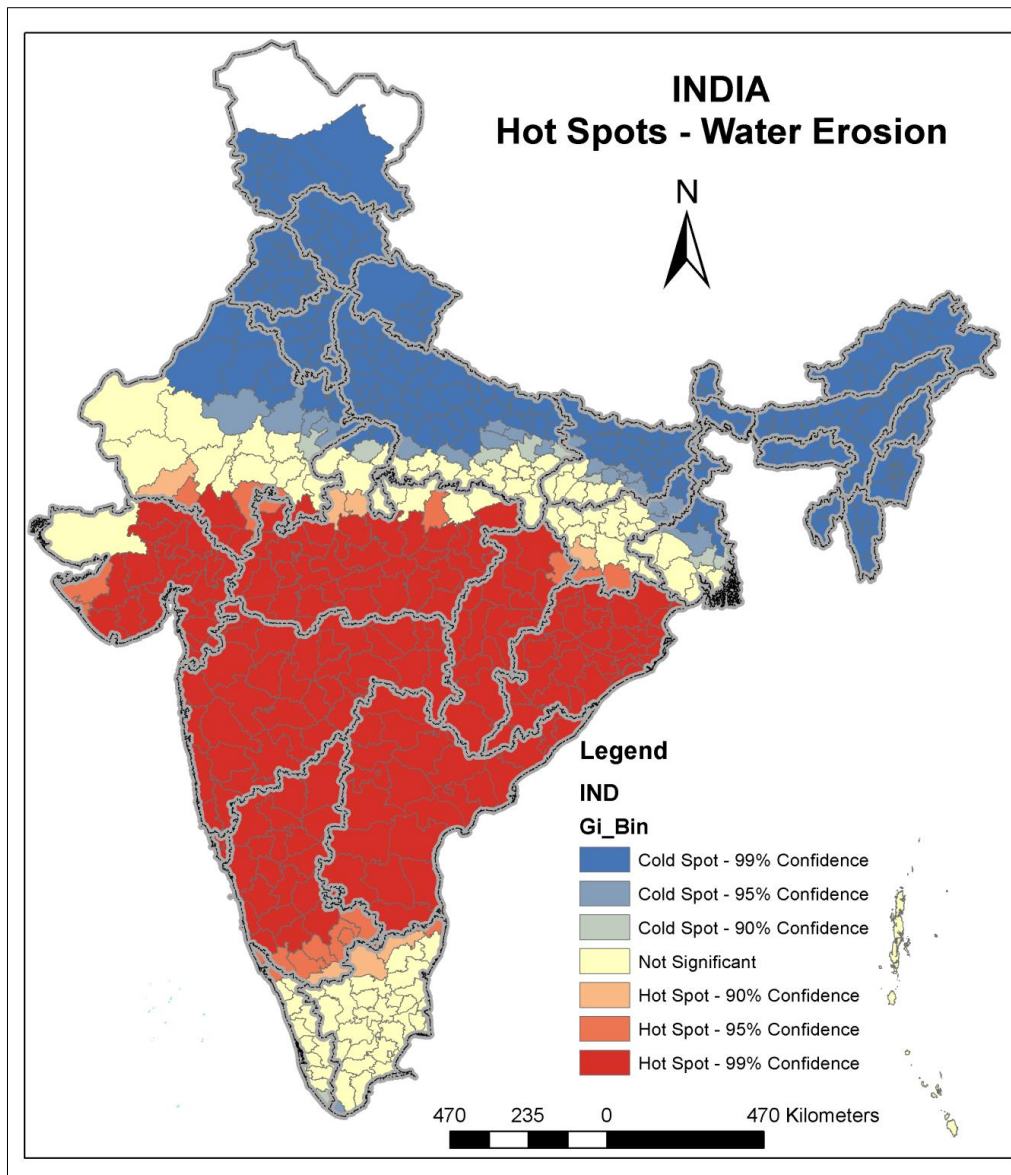 INDIA
Hot Spots - Water Erosion
N
Legend
IND
Gi_Bin
Cold Spot - 99% Confidence
Cold Spot - 95% Confidence
Cold Spot - 90% Confidence
Not Significant
Hot Spot - 90% Confidence
Hot Spot - 95% Confidence
Hot Spot - 99% Confidence
470 235 0 470 Kilometers